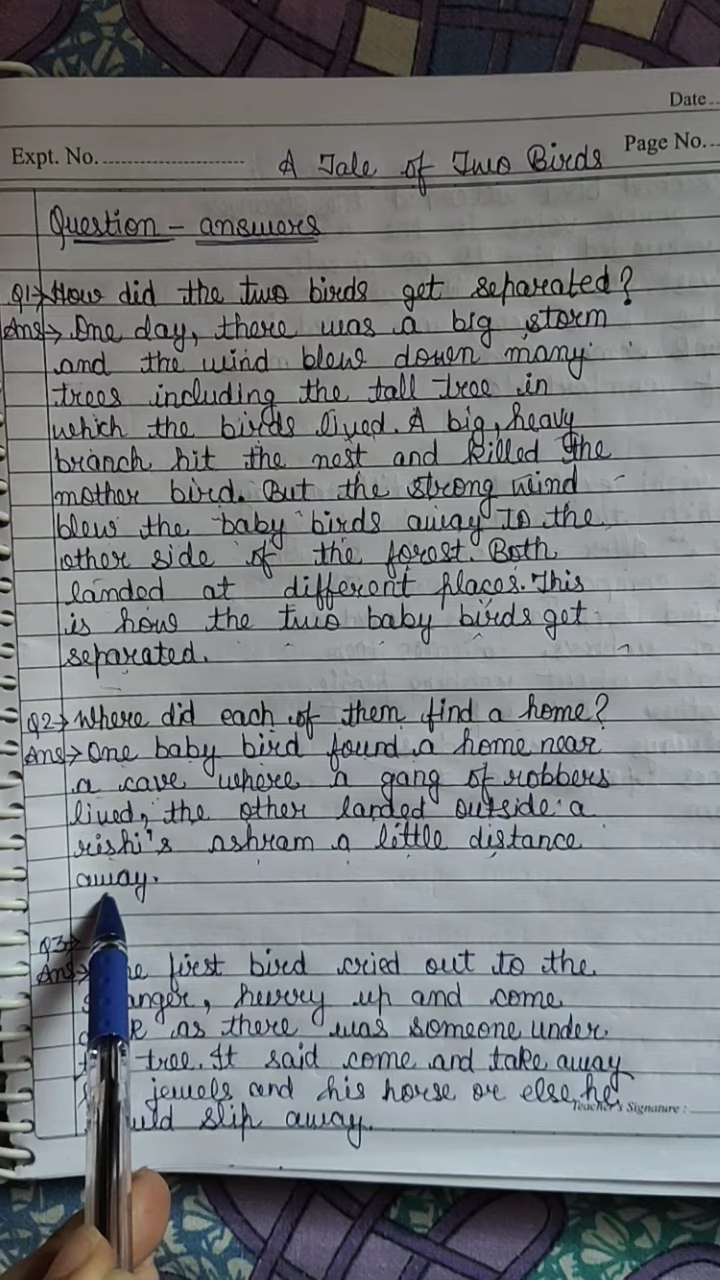 Date..
Expt. No. ............................ A Tale of Two Birds Page No...
Question - answers
Q1→ How did the two birds get separated?
Ans→ One day, there was a big storm
and the wind blew down many
trees including the tall tree in
which the birds lived. A big, heavy
branch hit the nest and killed the
mother bird. But the strong wind
blew the baby birds away to the
other side of the forest. Both
landed at different places. This
is how the two baby birds get
separated.
Q2→ Where did each of them find a home?
Ans→ One baby bird found a home near
a cave where a gang of robbers
lived, the other landed outside a
rishi's ashram a little distance
away.
Q3→
Ans→ first bird cried out to the
hurry up and come
as there was someone under
tree. It said come and take away
jewels and his horse or else he
Teacher's Signature :
slip away.